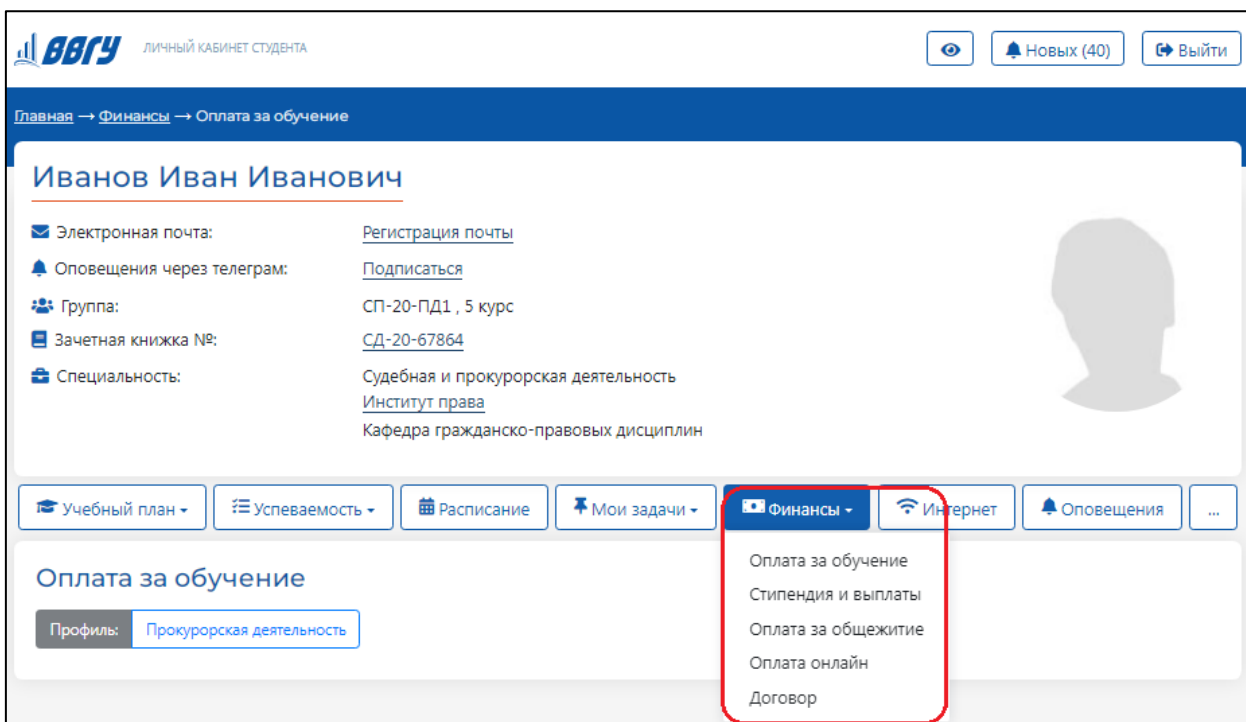 ВВГУ ЛИЧНЫЙ КАБИНЕТ СТУДЕНТА Новых (40) Выйти
Главная → Финансы → Оплата за обучение
Иванов Иван Иванович
Электронная почта: Регистрация почты
Оповещения через телеграм: Подписаться
Группа: СП-20-ПД1 , 5 курс
Зачетная книжка №: СД-20-67864
Специальность: Судебная и прокурорская деятельность
Институт права
Кафедра гражданско-правовых дисциплин
Учебный план Успеваемость Расписание Мои задачи Финансы Интернет Оповещения ...
Оплата за обучение
Профиль: Прокурорская деятельность
Оплата за обучение
Стипендия и выплаты
Оплата за общежитие
Оплата онлайн
Договор